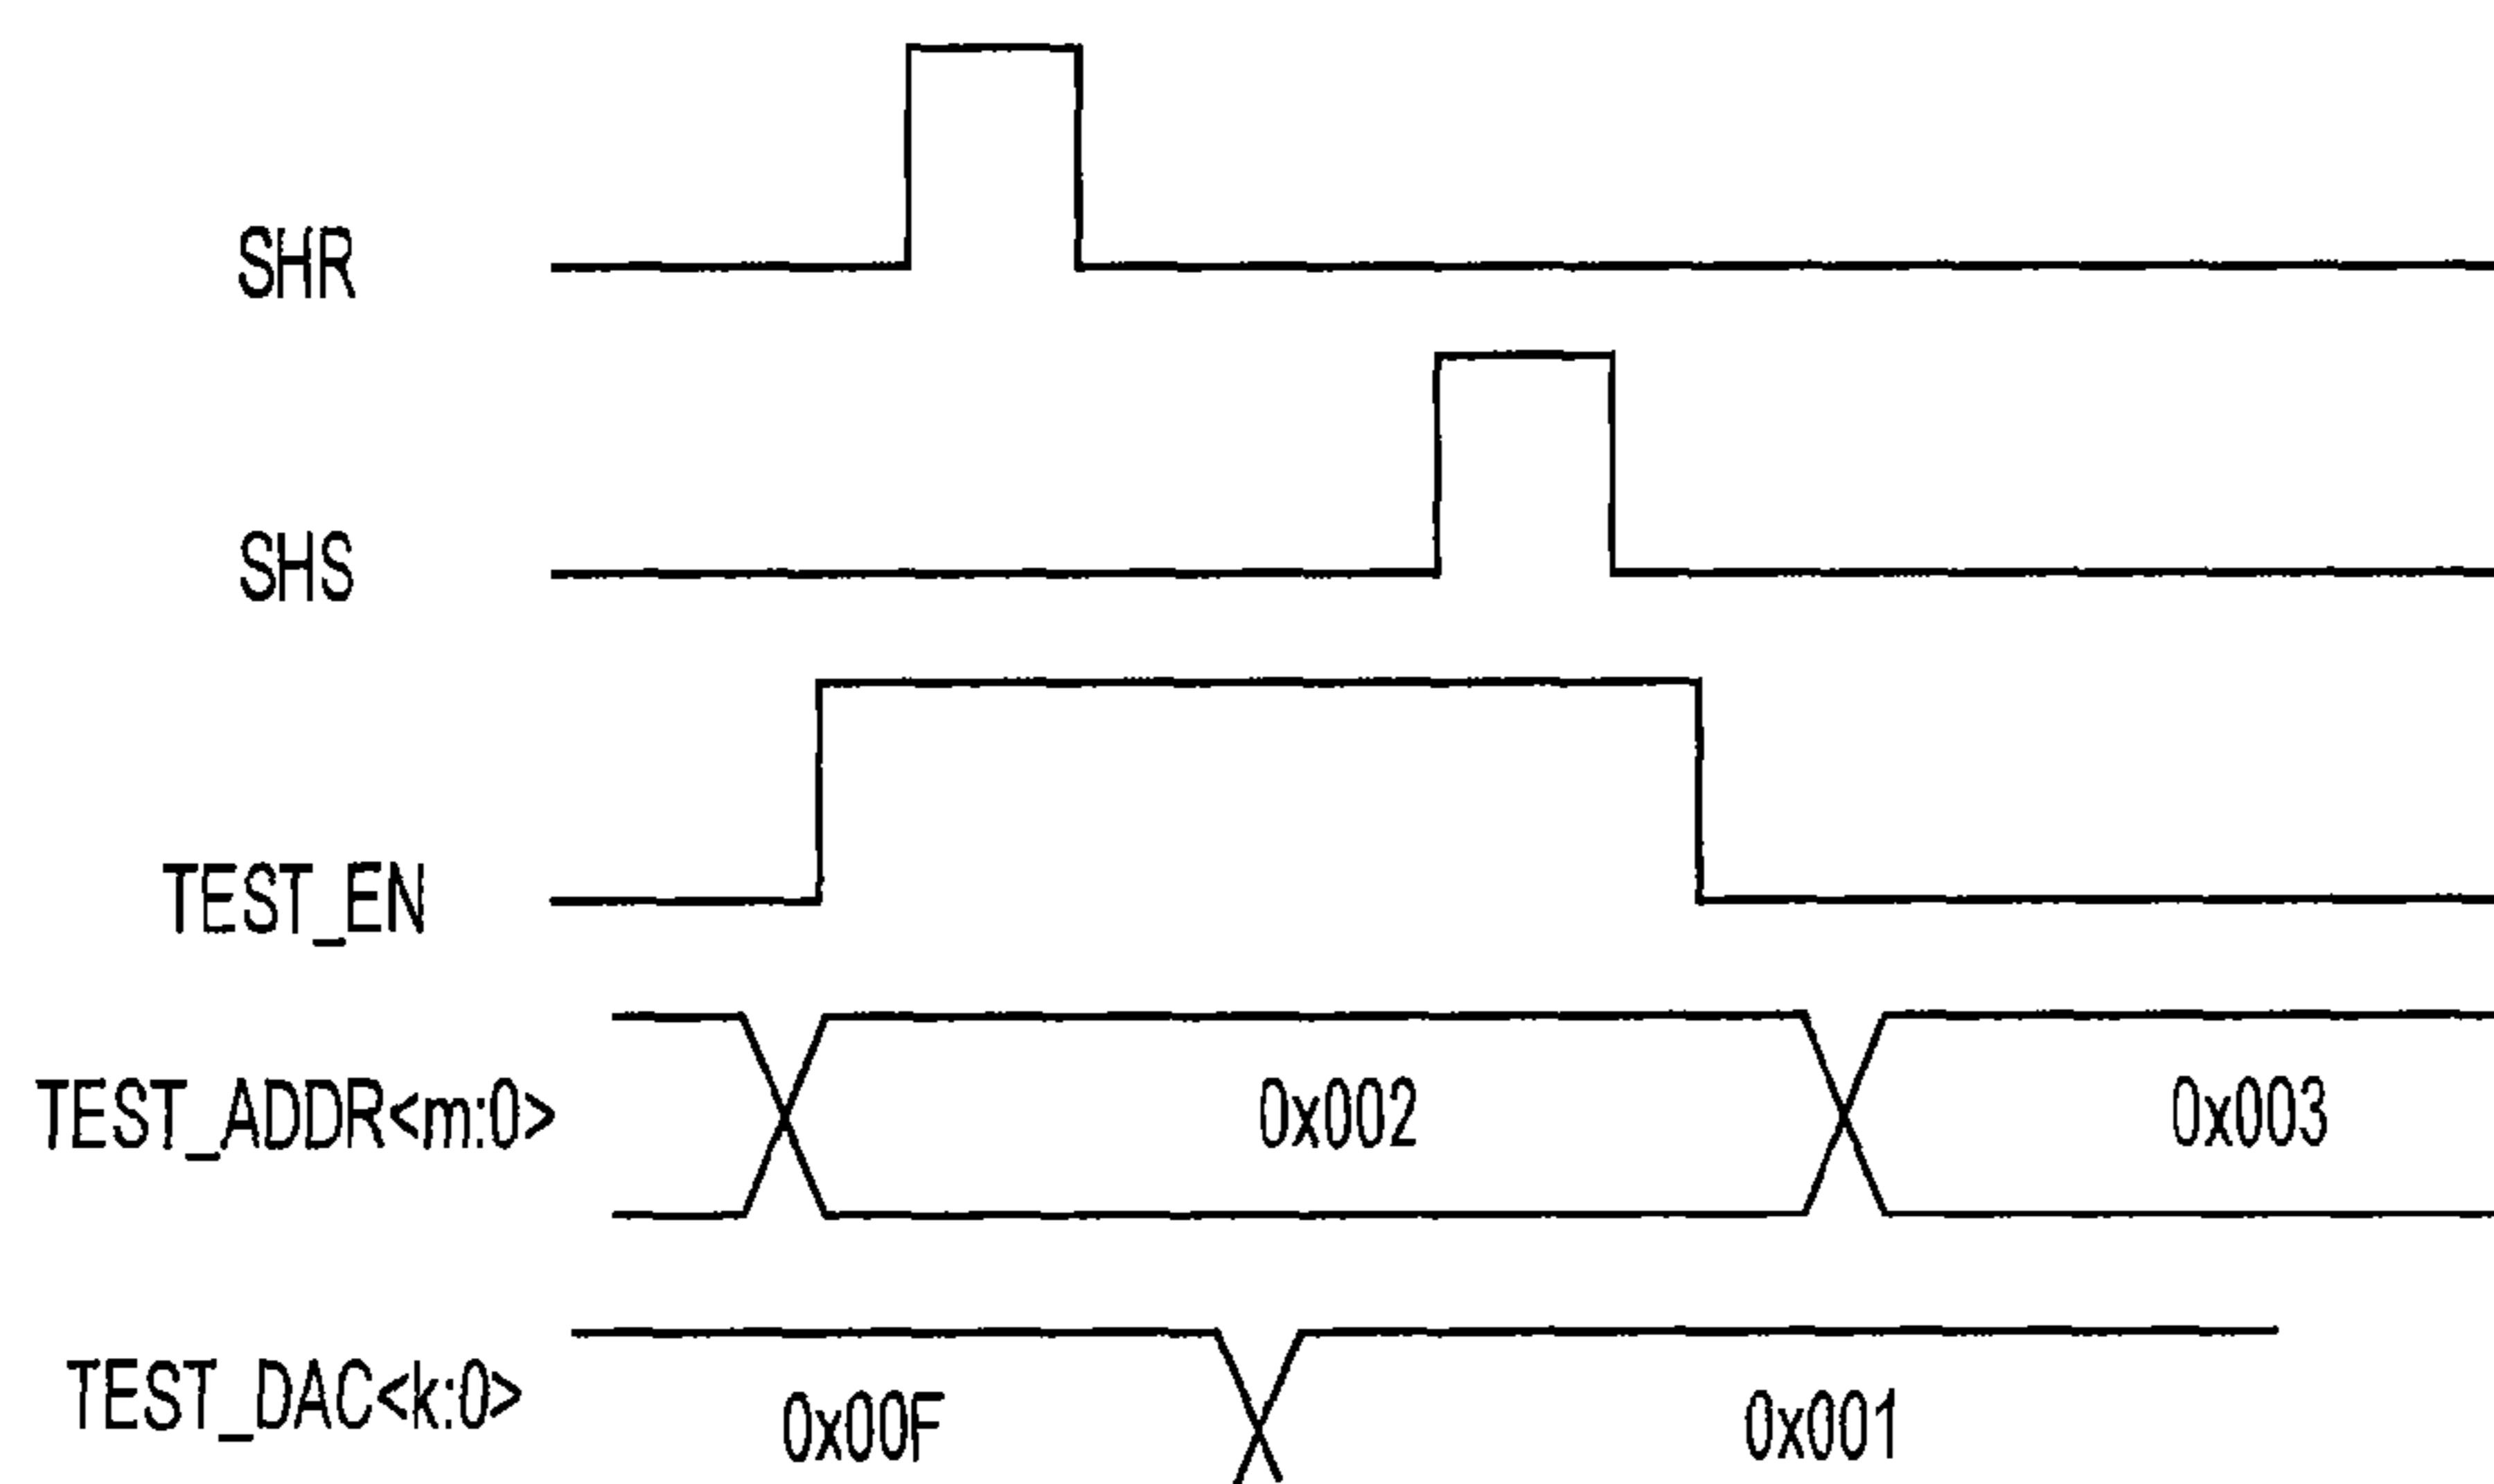 SHR
SHS
TEST_EN
TEST_ADDR<m:0> 0x002 0x003
TEST_DAC<k:0> 0x00F 0x001